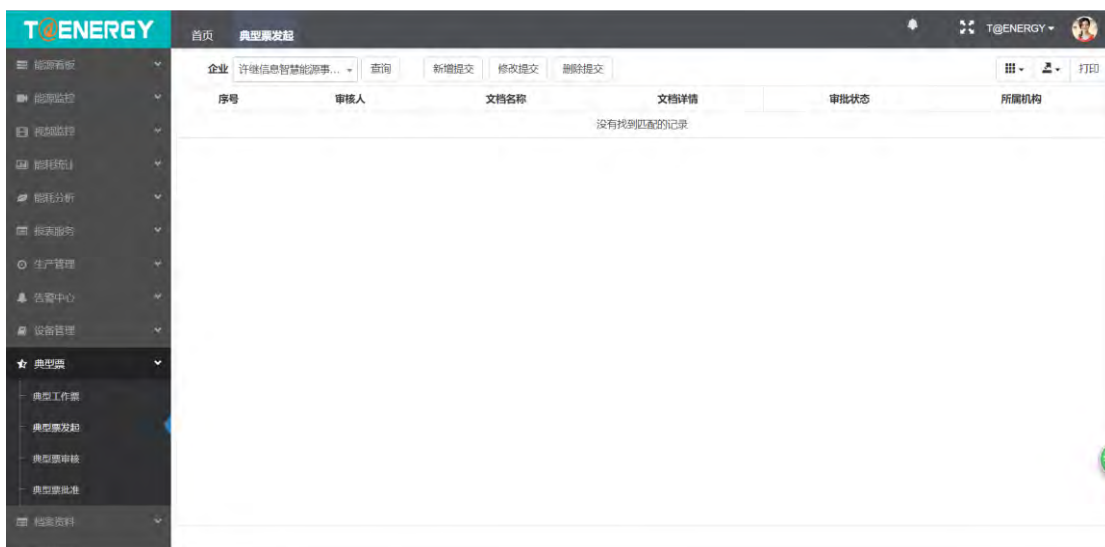 T@ENERGY
首页 典型票发起
T@ENERGY
能源看板
能源监控
视频监控
能耗统计
能耗分析
报表服务
生产管理
告警中心
设备管理
典型票
典型工作票
典型票发起
典型票审核
典型票批准
档案资料
企业 许继信息智慧能源事... 查询 新增提交 修改提交 删除提交 打印
序号 审核人 文档名称 文档详情 审批状态 所属机构
没有找到匹配的记录